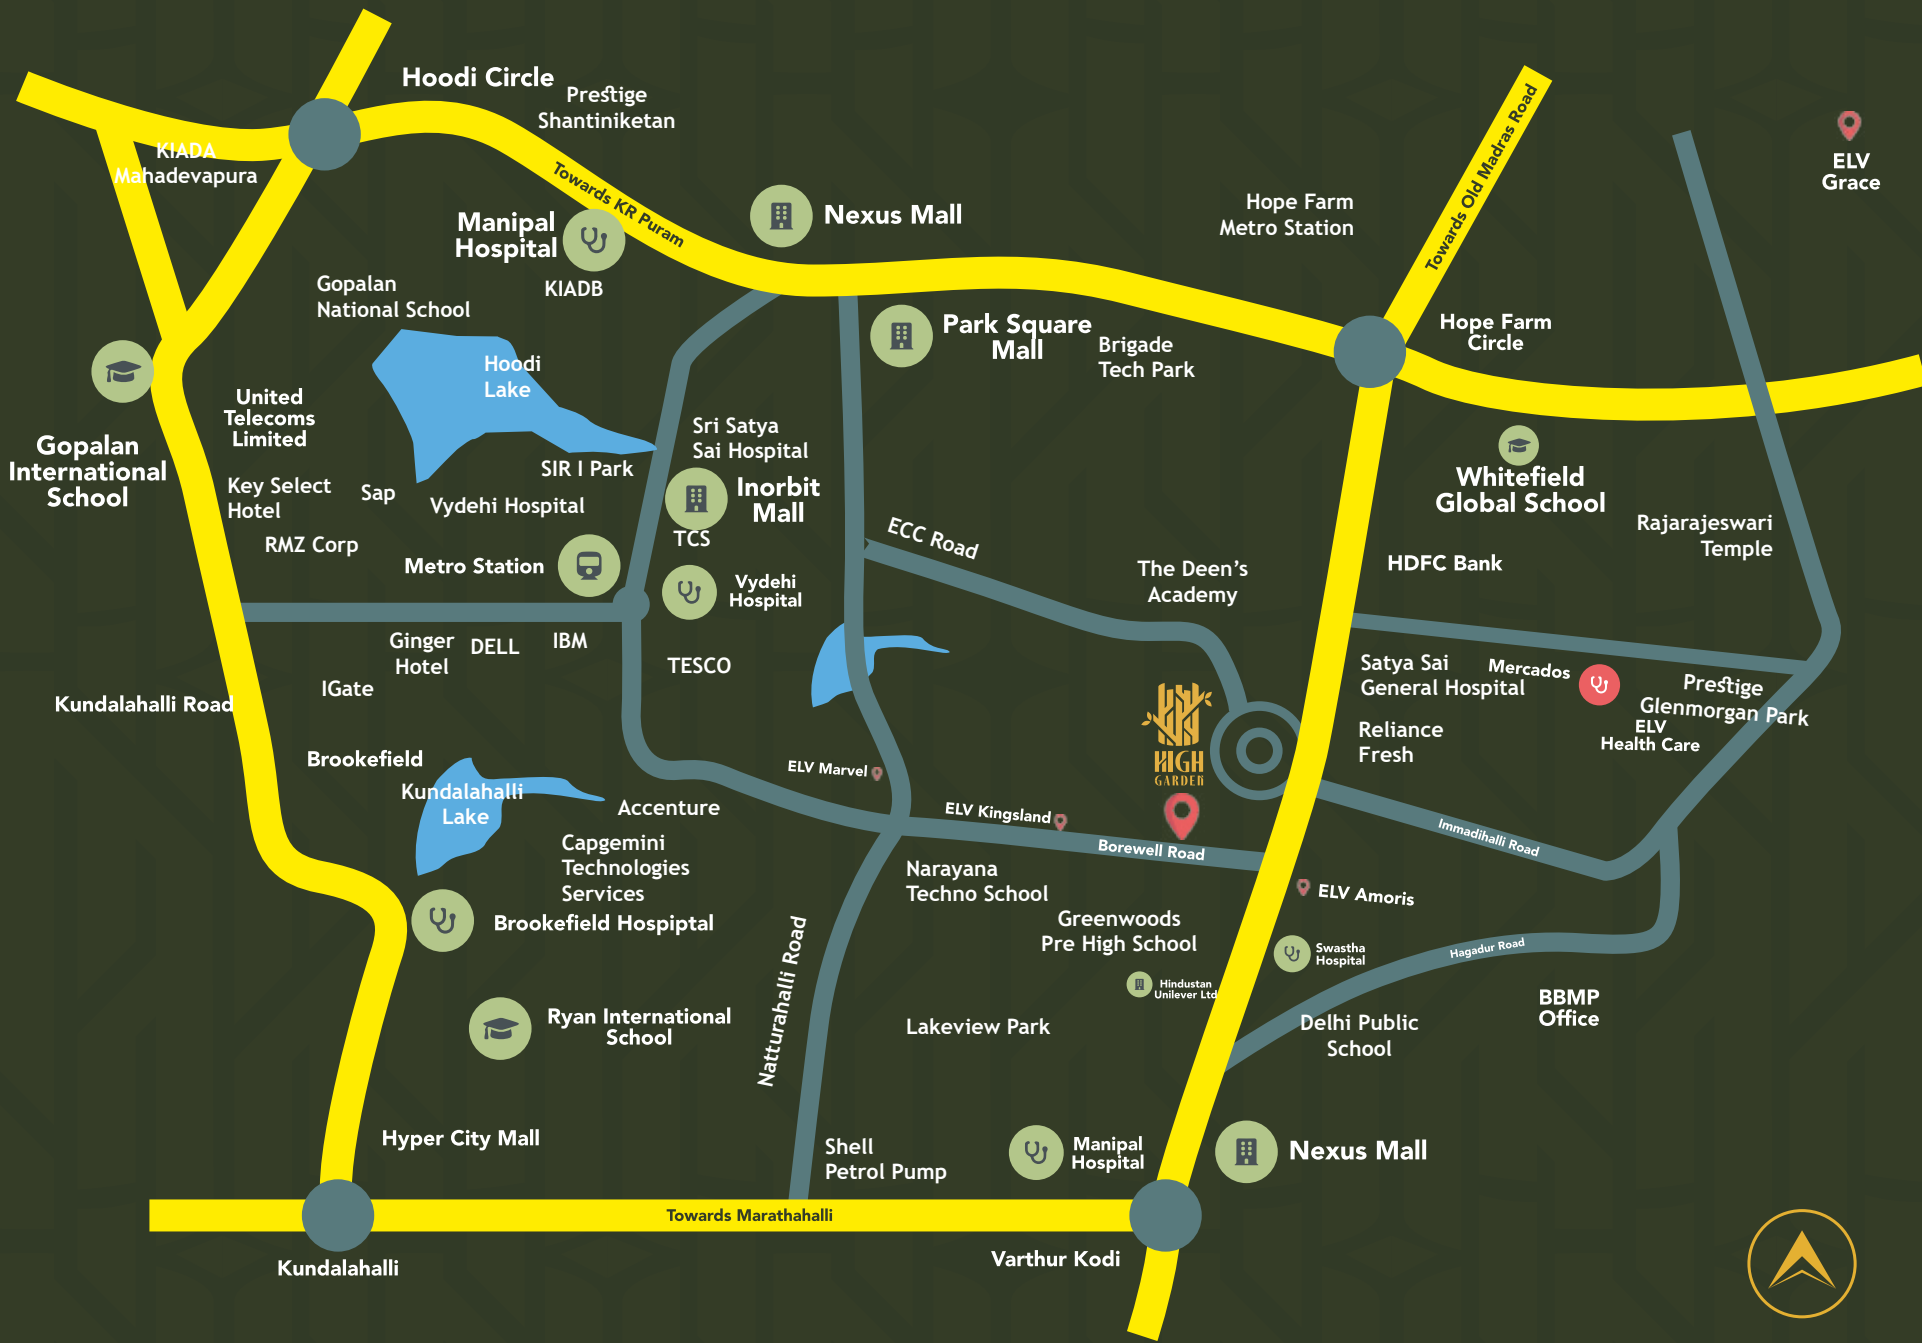 Hoodi Circle
Prestige
Shantiniketan
KIADA
Mahadevapura
Towards KR Puram
Manipal
Hospital
KIADB
Nexus Mall
Hope Farm
Metro Station
Towards Old Madras Road
ELV
Grace
Gopalan
National School
Hoodi
Lake
Park Square
Mall
Brigade
Tech Park
Hope Farm
Circle
United
Telecoms
Limited
Gopalan
International
School
Key Select
Hotel
Sap
SIR I Park
Vydehi Hospital
RMZ Corp
Metro Station
Sri Satya
Sai Hospital
Inorbit
Mall
TCS
Vydehi
Hospital
ECC Road
The Deen's
Academy
Whitefield
Global School
HDFC Bank
Rajarajeswari
Temple
Ginger
Hotel
DELL
IBM
TESCO
IGate
Kundalahalli Road
Satya Sai
General Hospital
Mercados
Prestige
Glenmorgan Park
ELV
Health Care
Reliance
Fresh
HIGH
GARDEN
Brookefield
Kundalahalli
Lake
Accenture
ELV Marvel
ELV Kingsland
Borewell Road
Immadihalli Road
Capgemini
Technologies
Services
Narayana
Techno School
ELV Amoris
Brookefield Hospiptal
Greenwoods
Pre High School
Swastha
Hospital
Hagadur Road
Hindustan
Unilever Ltd
BBMP
Office
Natturahalli Road
Ryan International
School
Lakeview Park
Delhi Public
School
Hyper City Mall
Shell
Petrol Pump
Manipal
Hospital
Nexus Mall
Towards Marathahalli
Kundalahalli
Varthur Kodi